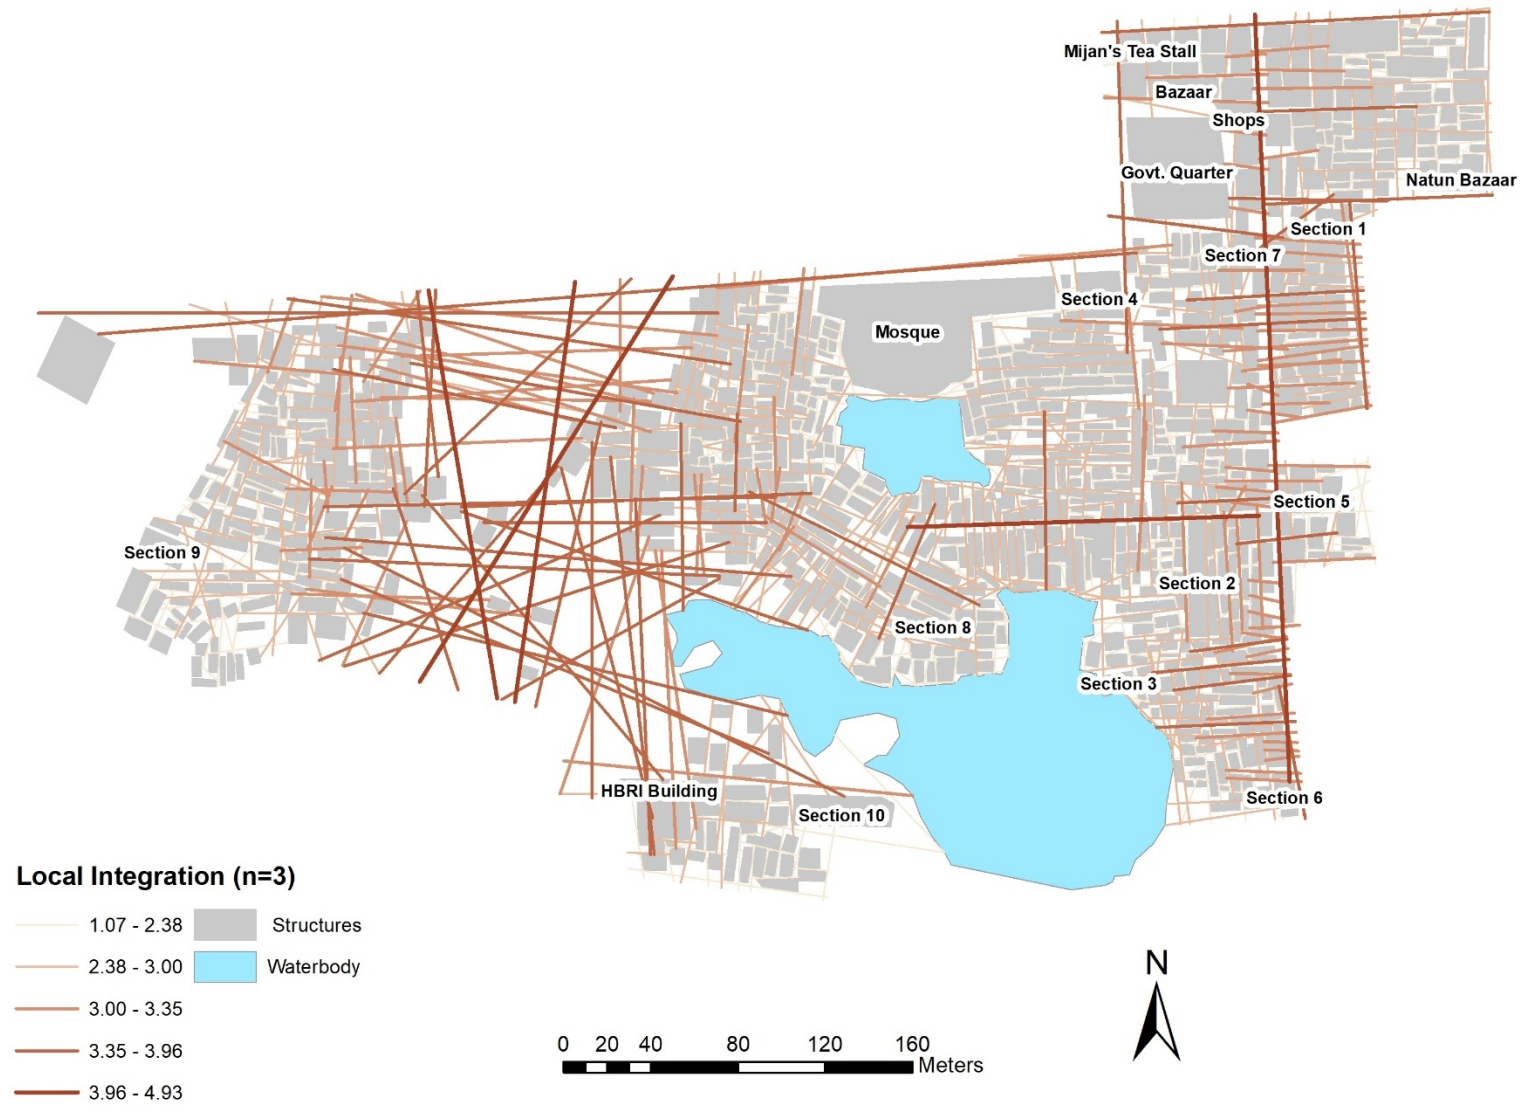 Mijan's Tea Stall
Bazaar
Shops
Govt. Quarter
Natun Bazaar
Section 1
Section 7
Section 4
Mosque
Section 5
Section 9
Section 2
Section 8
Section 3
HBRI Building
Section 6
Section 10
Local Integration (n=3)
1.07 - 2.38 Structures
2.38 - 3.00 Waterbody
3.00 - 3.35
3.35 - 3.96
3.96 - 4.93
N
0 20 40 80 120 160
Meters